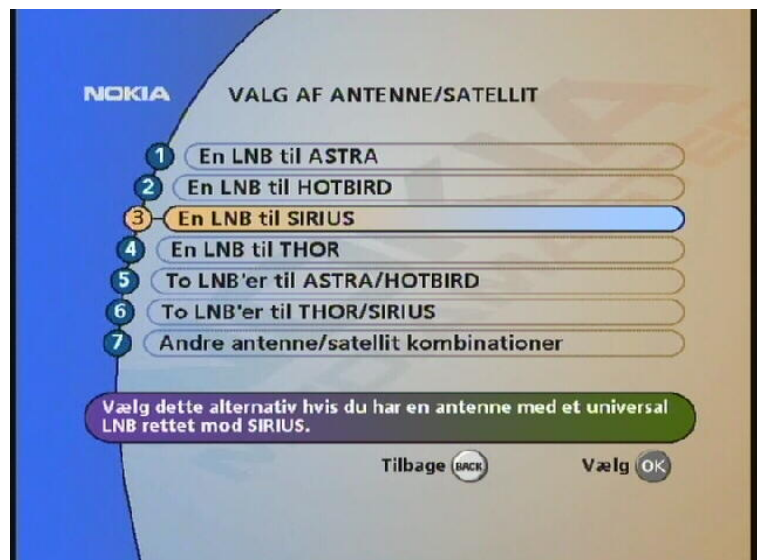 NOKIA
VALG AF ANTENNE/SATELLIT
1 En LNB til ASTRA
2 En LNB til HOTBIRD
3 En LNB til SIRIUS
4 En LNB til THOR
5 To LNB'er til ASTRA/HOTBIRD
6 To LNB'er til THOR/SIRIUS
7 Andre antenne/satellit kombinationer
Vælg dette alternativ hvis du har en antenne med et universal
LNB rettet mod SIRIUS.
Tilbage BACK Vælg OK